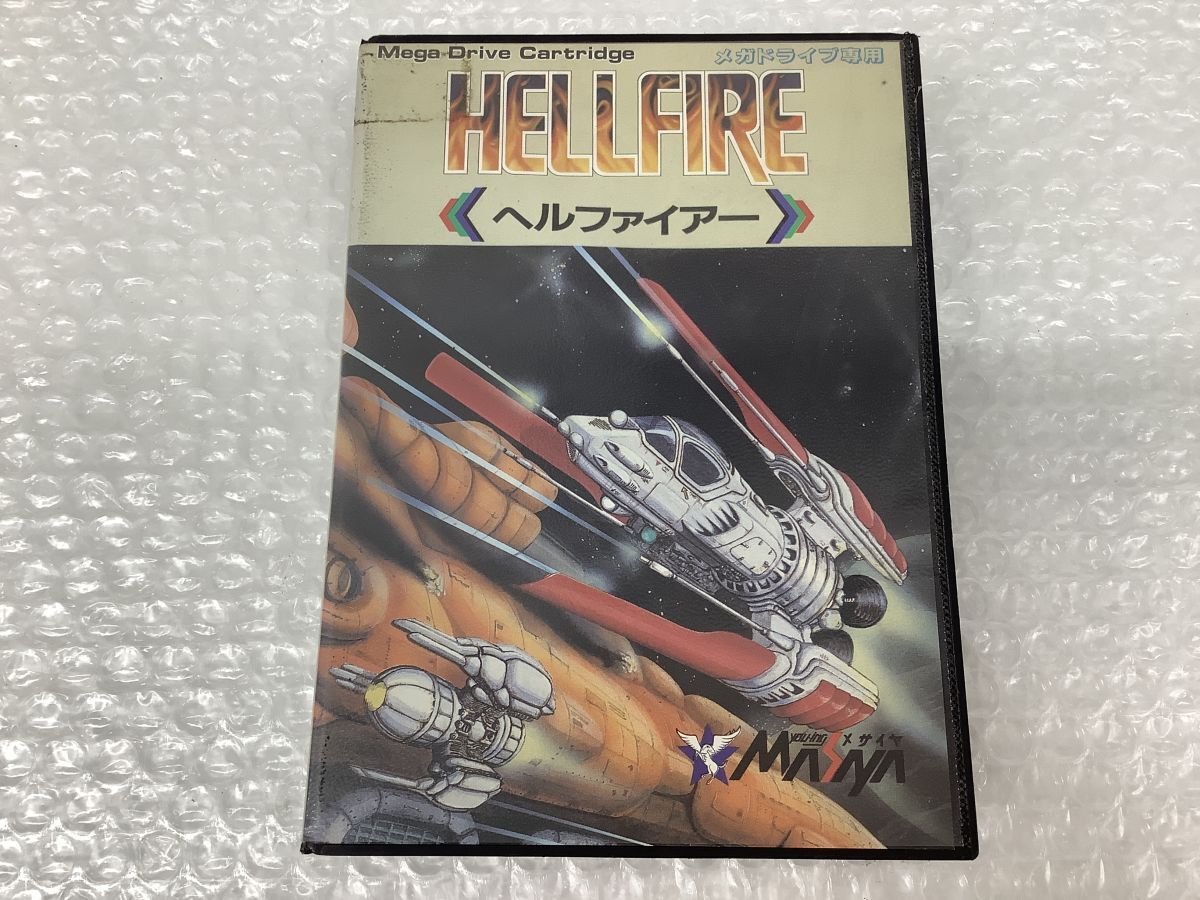 Mega Drive Cartridge
メガドライブ専用
HELLFIRE
ヘルファイアー
メサイヤ
MASAYA